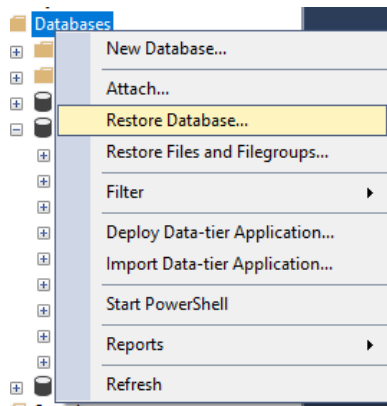 Databases
New Database...
Attach...
Restore Database...
Restore Files and Filegroups...
Filter
Deploy Data-tier Application...
Import Data-tier Application...
Start PowerShell
Reports
Refresh